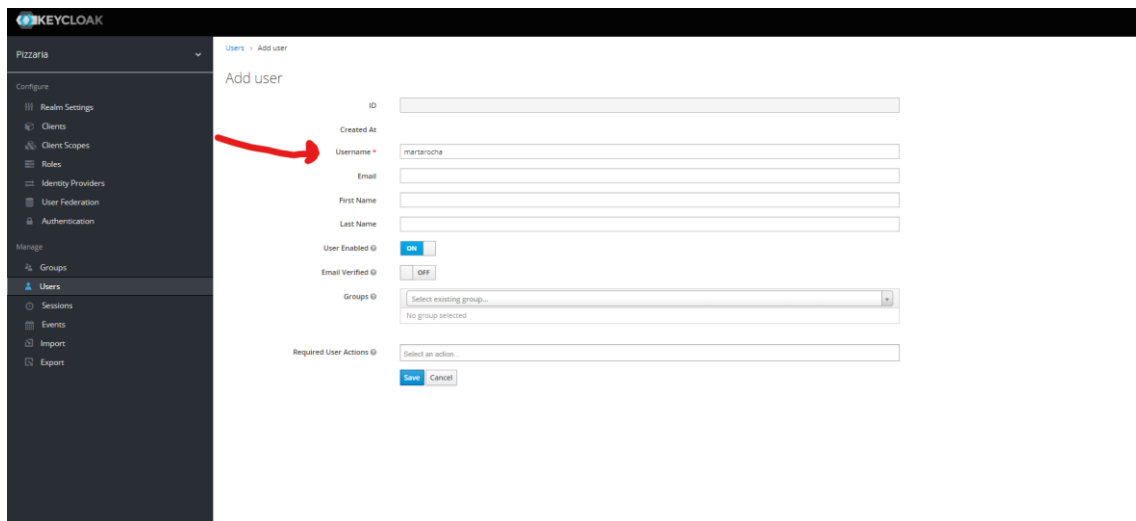 KEYCLOAK
Pizzaria
Users > Add user
Add user
Configure
Realm Settings
Clients
Client Scopes
Roles
Identity Providers
User Federation
Authentication
Manage
Groups
Users
Sessions
Events
Import
Export
ID
Created At
Username * martarocha
Email
First Name
Last Name
User Enabled ON
Email Verified OFF
Groups Select existing group...
No group selected
Required User Actions Select an action...
Save Cancel